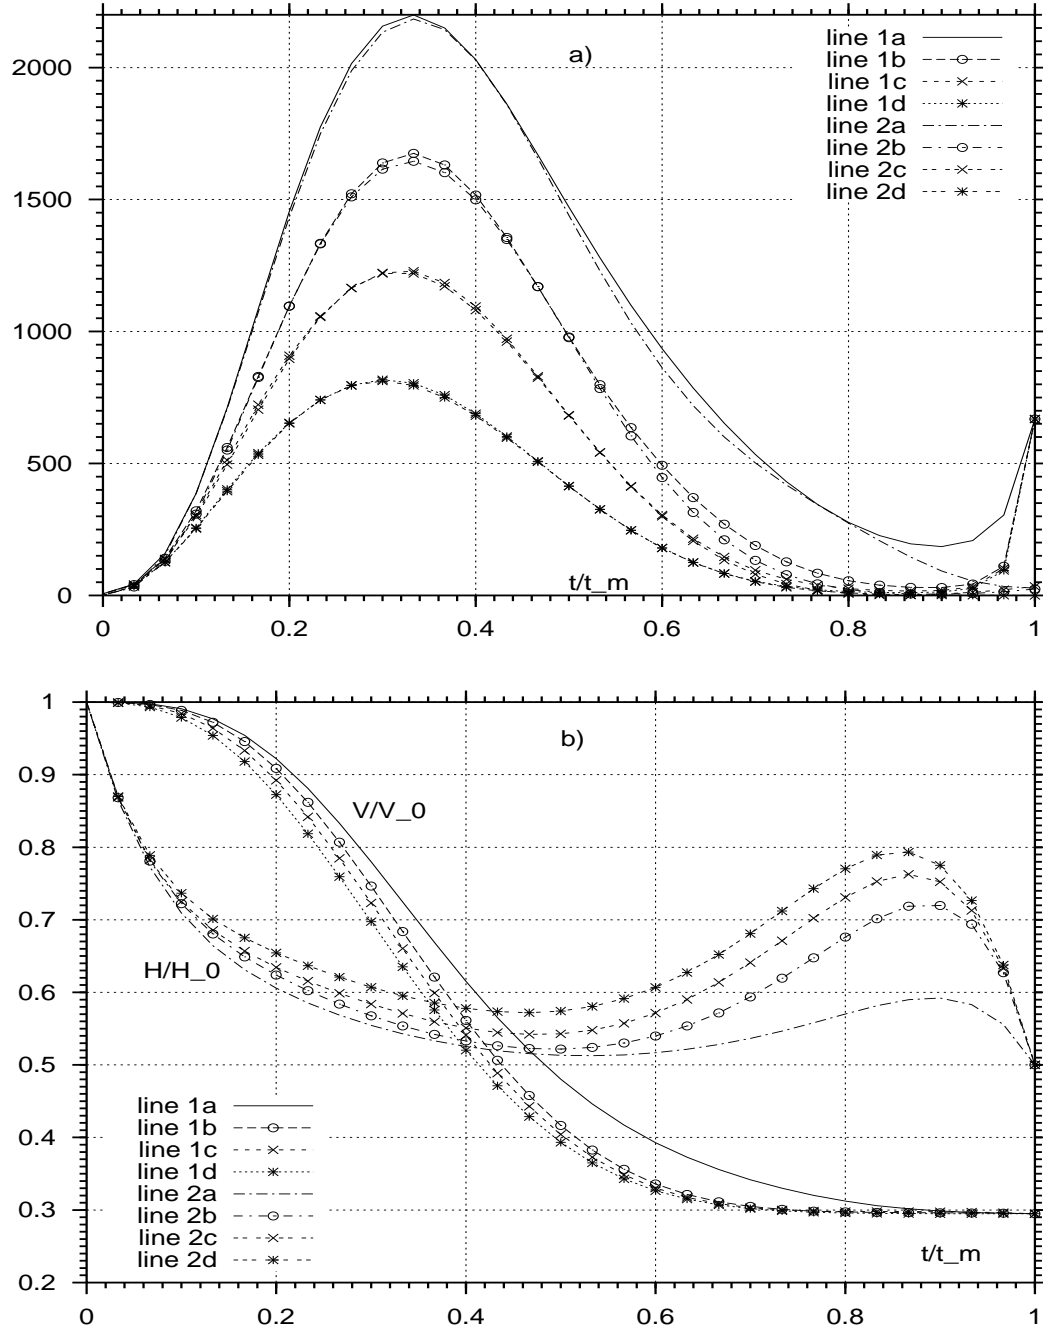 a)
line 1a
line 1b
line 1c
line 1d
line 2a
line 2b
line 2c
line 2d
2000
1500
1000
500
0
t/t_m
0 0.2 0.4 0.6 0.8 1
1
b)
0.9
V/V_0
0.8
0.7
H/H_0
0.6
0.5
0.4
0.3
0.2
line 1a
line 1b
line 1c
line 1d
line 2a
line 2b
line 2c
line 2d
t/t_m
0 0.2 0.4 0.6 0.8 1